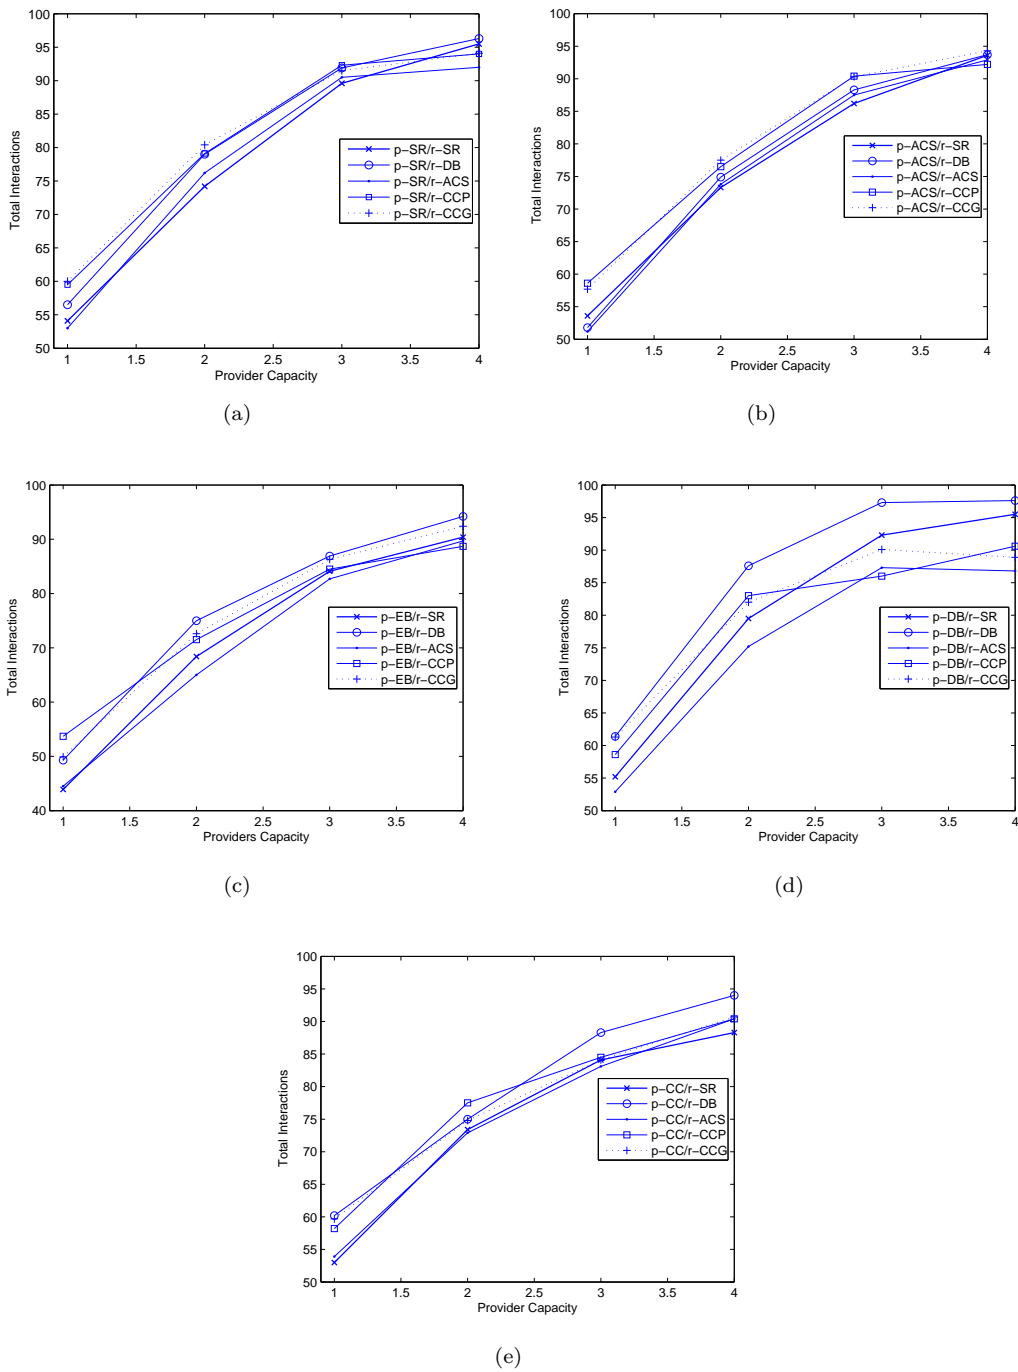 100
95
90
85
80
75
70
65
60
55
50
Total Interactions
p−SR/r−SR
p−SR/r−DB
p−SR/r−ACS
p−SR/r−CCP
p−SR/r−CCG
1 1.5 2 2.5 3 3.5 4
Provider Capacity
(a)
100
95
90
85
80
75
70
65
60
55
50
Total Interactions
p−ACS/r−SR
p−ACS/r−DB
p−ACS/r−ACS
p−ACS/r−CCP
p−ACS/r−CCG
1 1.5 2 2.5 3 3.5 4
Provider Capacity
(b)
100
90
80
70
60
50
40
Total Interactions
p−EB/r−SR
p−EB/r−DB
p−EB/r−ACS
p−EB/r−CCP
p−EB/r−CCG
1 1.5 2 2.5 3 3.5 4
Providers Capacity
(c)
100
95
90
85
80
75
70
65
60
55
50
Total Interactions
p−DB/r−SR
p−DB/r−DB
p−DB/r−ACS
p−DB/r−CCP
p−DB/r−CCG
1 1.5 2 2.5 3 3.5 4
Provider Capacity
(d)
100
95
90
85
80
75
70
65
60
55
50
Total Interactions
p−CC/r−SR
p−CC/r−DB
p−CC/r−ACS
p−CC/r−CCP
p−CC/r−CCG
1 1.5 2 2.5 3 3.5 4
Provider Capacity
(e)